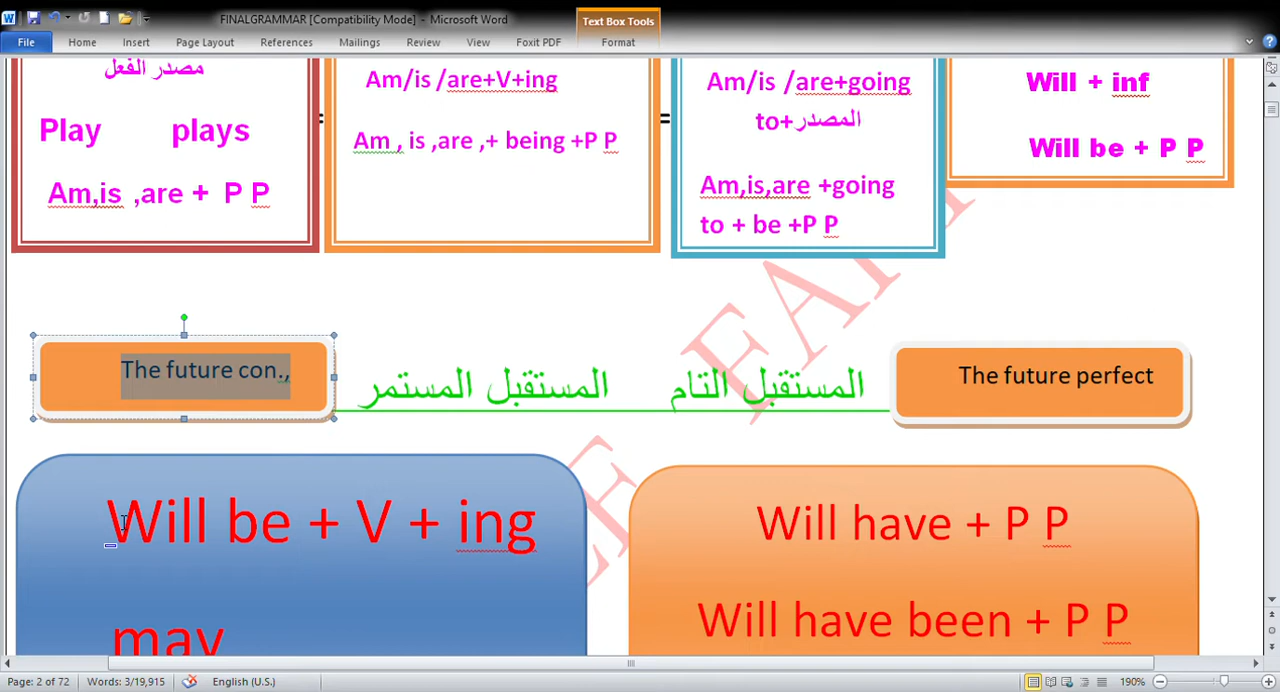 FINALGRAMMAR [Compatibility Mode] - Microsoft Word
Text Box Tools
File Home Insert Page Layout References Mailings Review View Foxit PDF Format
مصدر الفعل
Play plays
Am,is ,are + P P
Am/is /are+V+ing
Am , is ,are ,+ being +P P
=
=
Am/is /are+going
to+المصدر
Am,is,are +going
to + be +P P
Will + inf
Will be + P P
The future con.,
المستقبل المستمر
المستقبل التام
The future perfect
Will be + V + ing
may
Will have + P P
Will have been + P P
Page: 2 of 72 Words: 3/19,915 English (U.S.) 190%